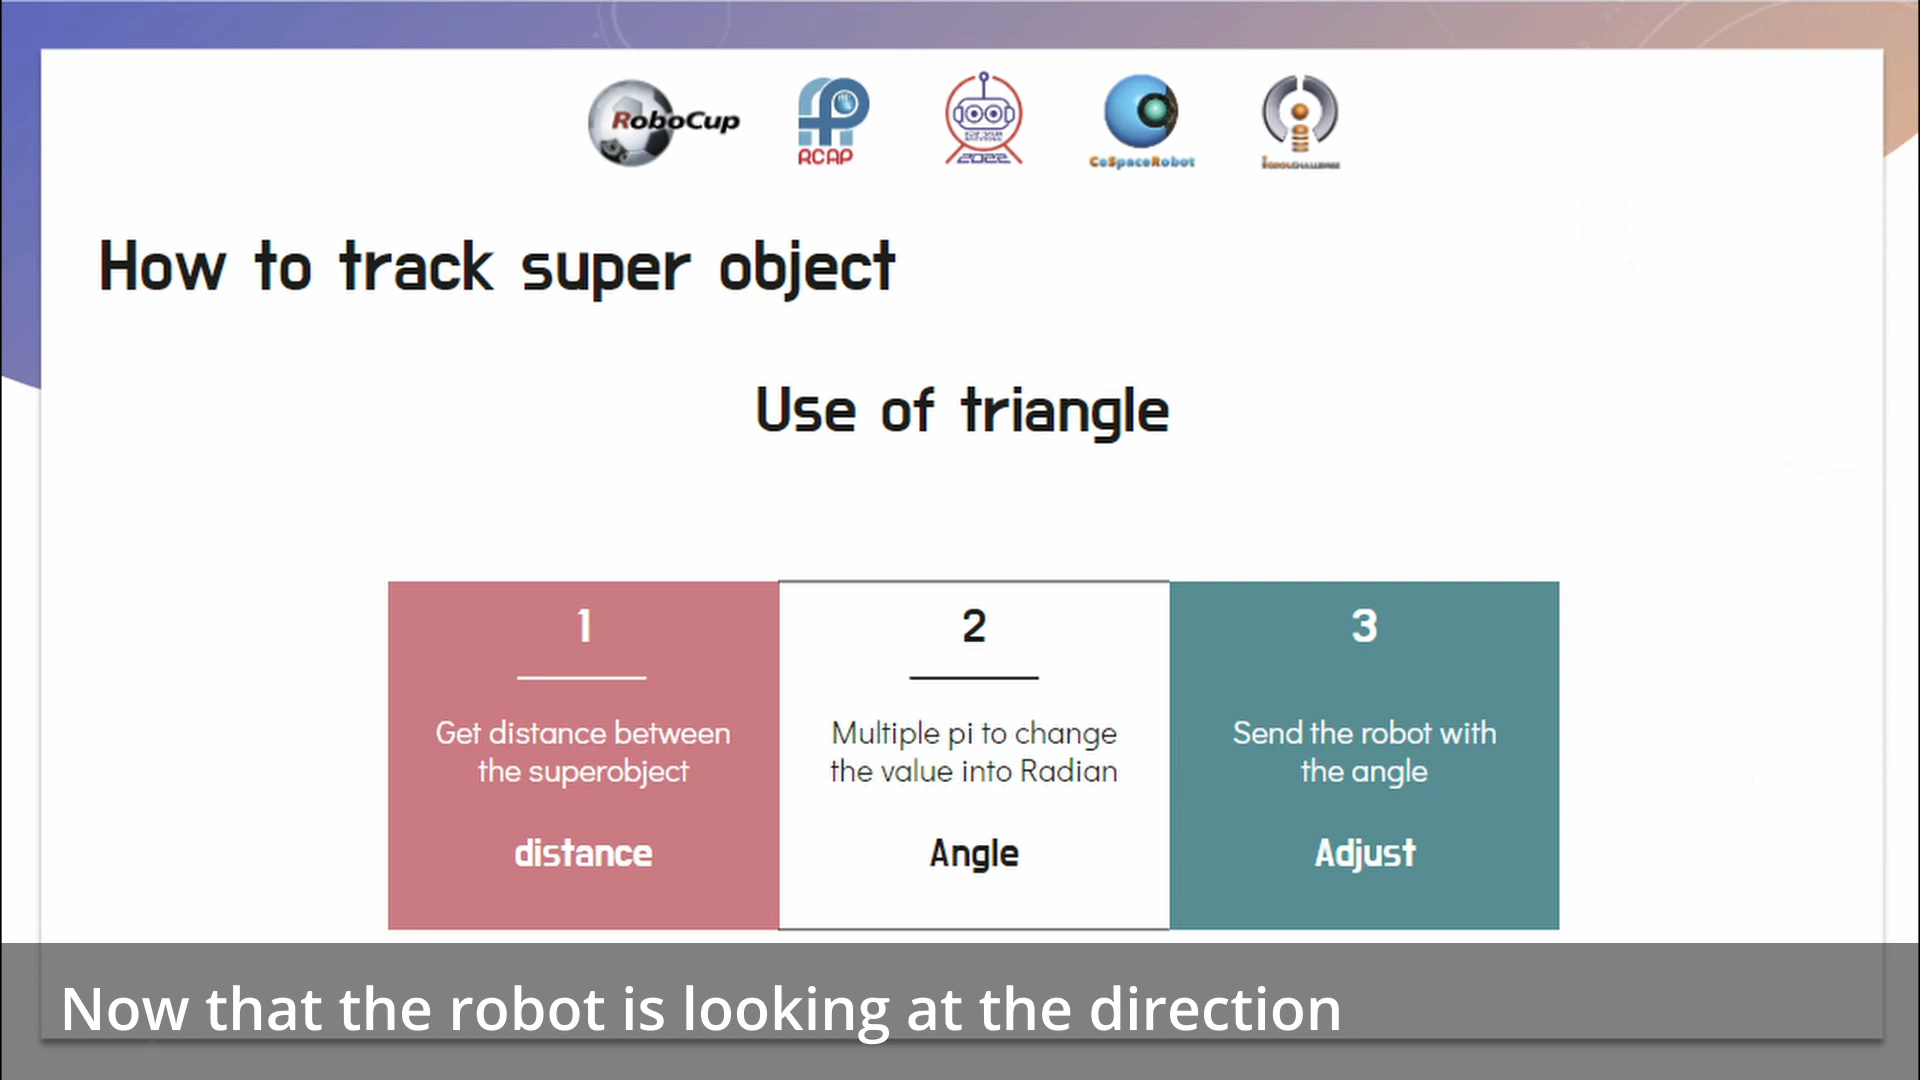 RoboCup
RCAP
2022
CoSpaceRobot
How to track super object
Use of triangle
1
Get distance between
the superobject
distance
2
Multiple pi to change
the value into Radian
Angle
3
Send the robot with
the angle
Adjust
Now that the robot is looking at the direction